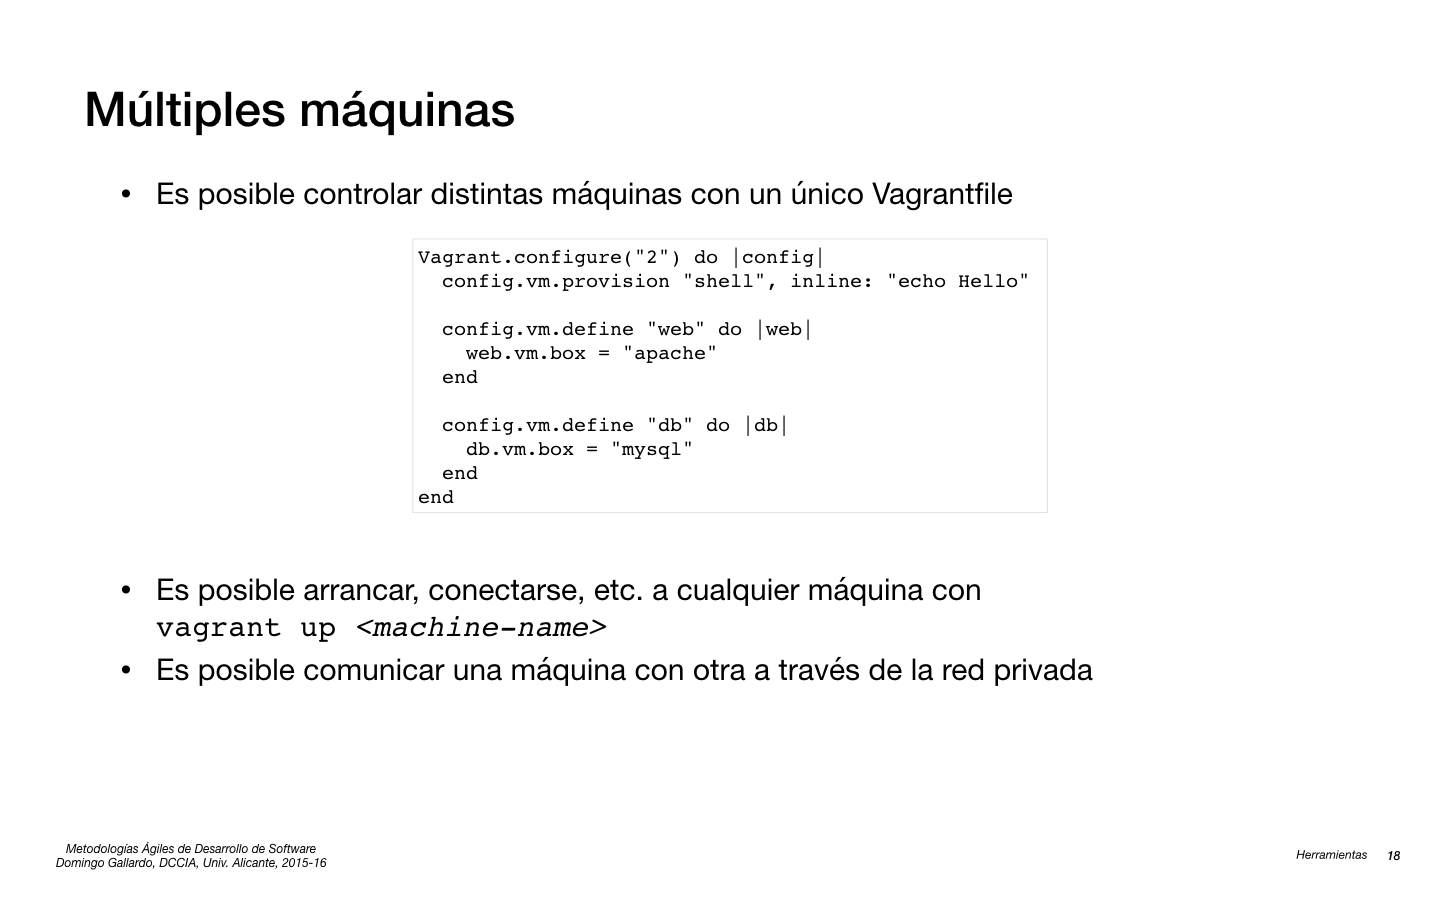 Múltiples máquinas
• Es posible controlar distintas máquinas con un único Vagrantfile
Vagrant.configure("2") do |config|
  config.vm.provision "shell", inline: "echo Hello"

  config.vm.define "web" do |web|
    web.vm.box = "apache"
  end

  config.vm.define "db" do |db|
    db.vm.box = "mysql"
  end
end
• Es posible arrancar, conectarse, etc. a cualquier máquina con
vagrant up <machine-name>
• Es posible comunicar una máquina con otra a través de la red privada
Metodologías Ágiles de Desarrollo de Software
Domingo Gallardo, DCCIA, Univ. Alicante, 2015-16
Herramientas 18